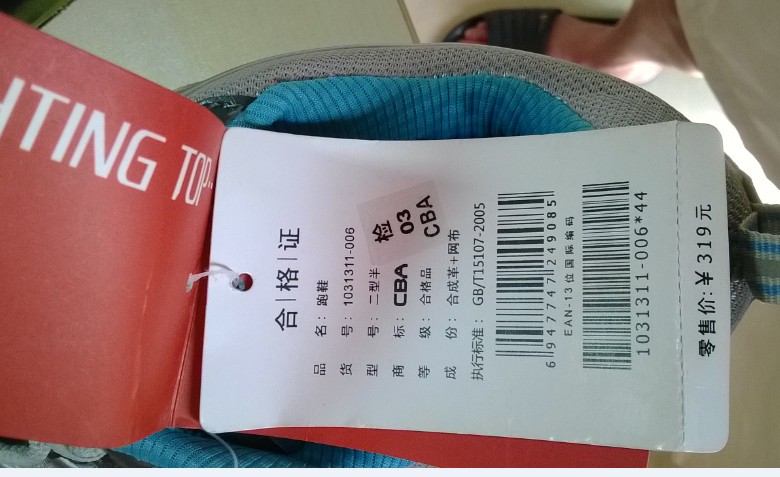 HTING TOP
合格证
品 名：跑鞋
货 号：1031311-006
型 号：二型半
商 标：CBA
等 级：合格品
成 份：合成革+网布
执行标准：GB/T15107-2005
检
03
CBA
6 947747 249085
EAN-13位国际编码
1031311-006*44
零售价:¥319元